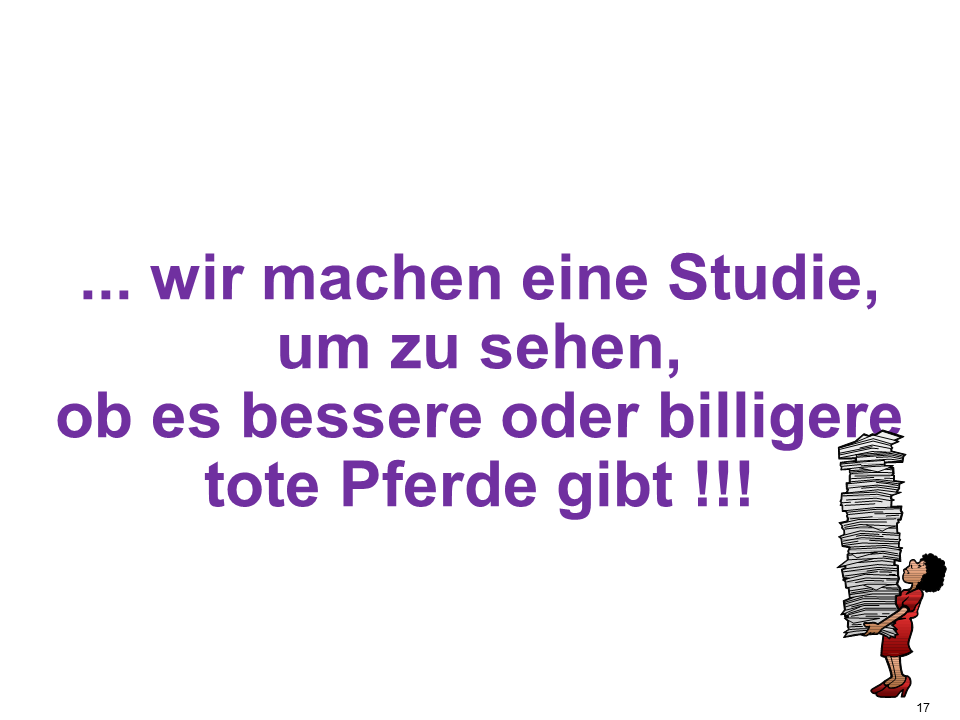 ... wir machen eine Studie,
um zu sehen,
ob es bessere oder billigere
tote Pferde gibt !!!
17